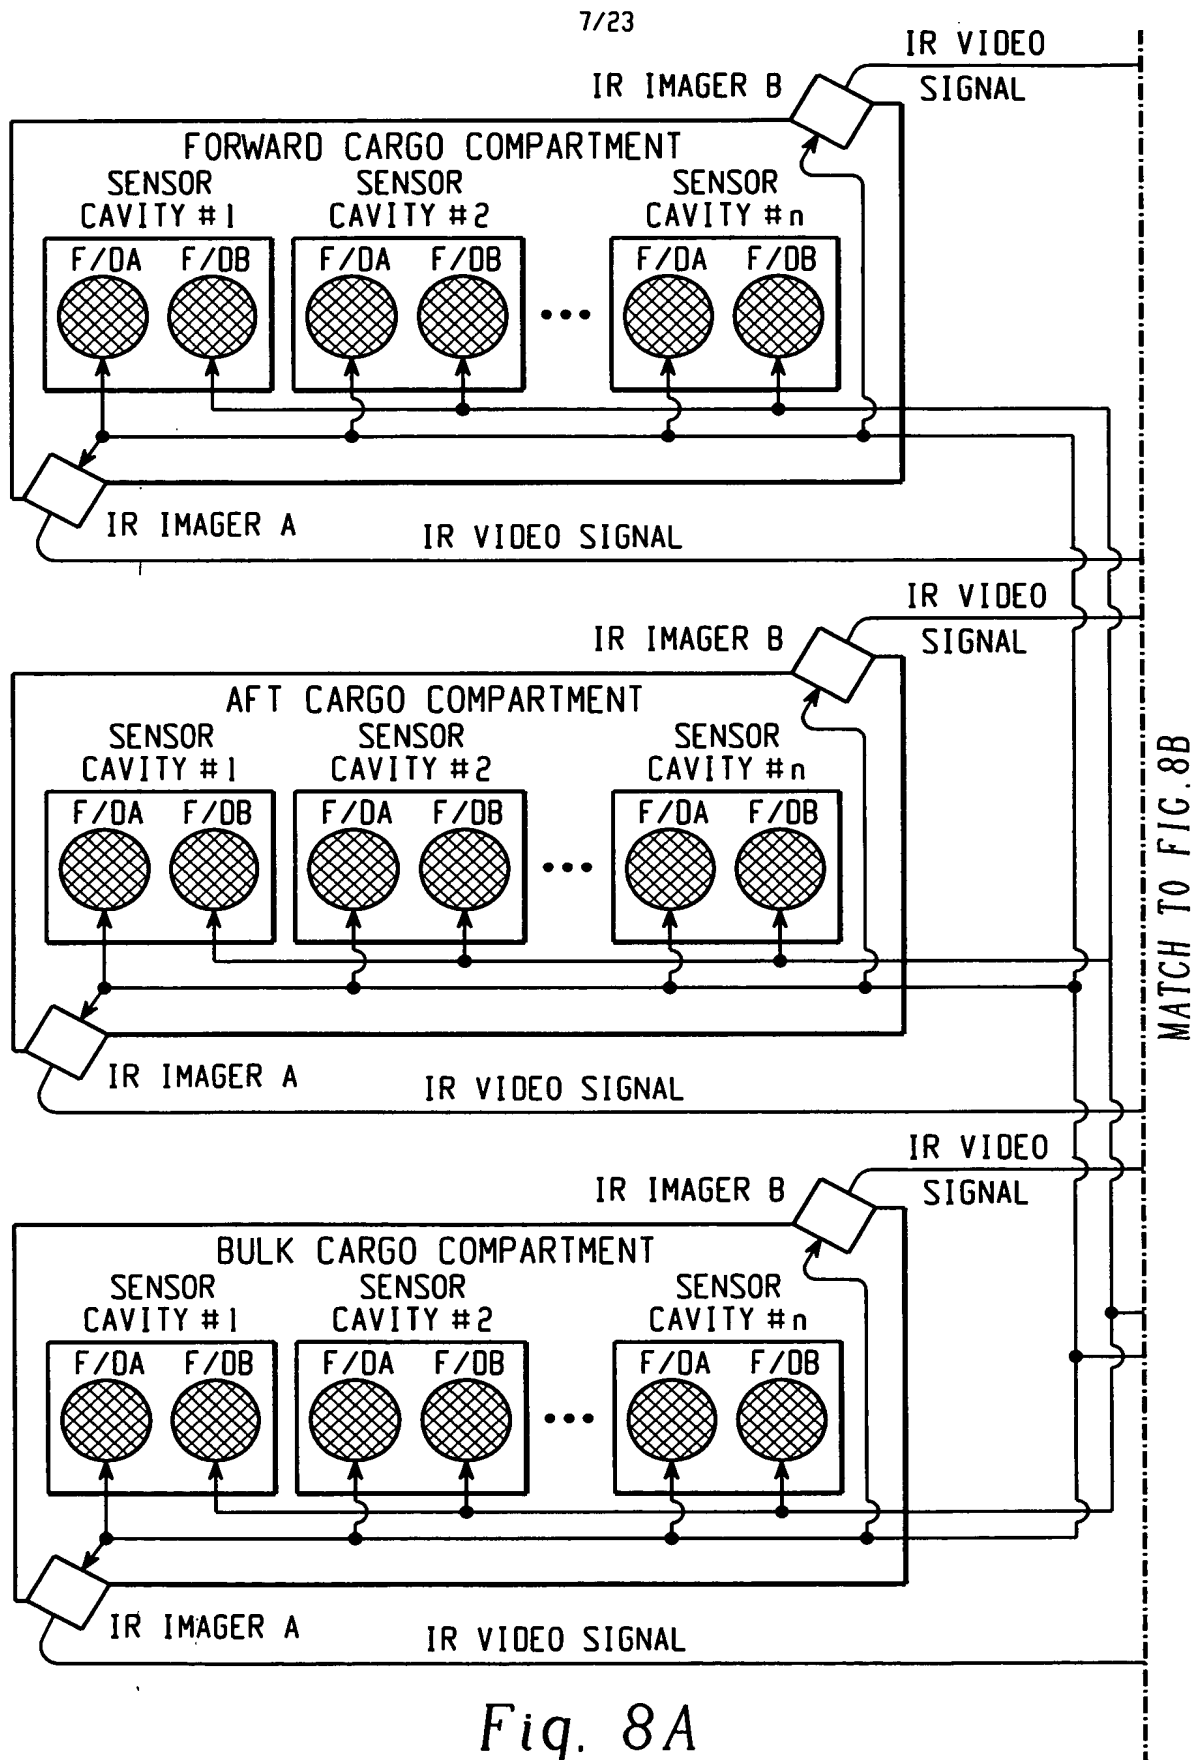 7/23
IR VIDEO
SIGNAL
IR IMAGER B
FORWARD CARGO COMPARTMENT
SENSOR
CAVITY #1
SENSOR
CAVITY #2
SENSOR
CAVITY #n
F/DA F/DB
F/DA F/DB
F/DA F/DB
IR IMAGER A
IR VIDEO SIGNAL
IR VIDEO
SIGNAL
IR IMAGER B
AFT CARGO COMPARTMENT
SENSOR
CAVITY #1
SENSOR
CAVITY #2
SENSOR
CAVITY #n
F/DA F/DB
F/DA F/DB
F/DA F/DB
IR IMAGER A
IR VIDEO SIGNAL
IR VIDEO
SIGNAL
IR IMAGER B
BULK CARGO COMPARTMENT
SENSOR
CAVITY #1
SENSOR
CAVITY #2
SENSOR
CAVITY #n
F/DA F/DB
F/DA F/DB
F/DA F/DB
IR IMAGER A
IR VIDEO SIGNAL
MATCH TO FIG.8B
Fig. 8A